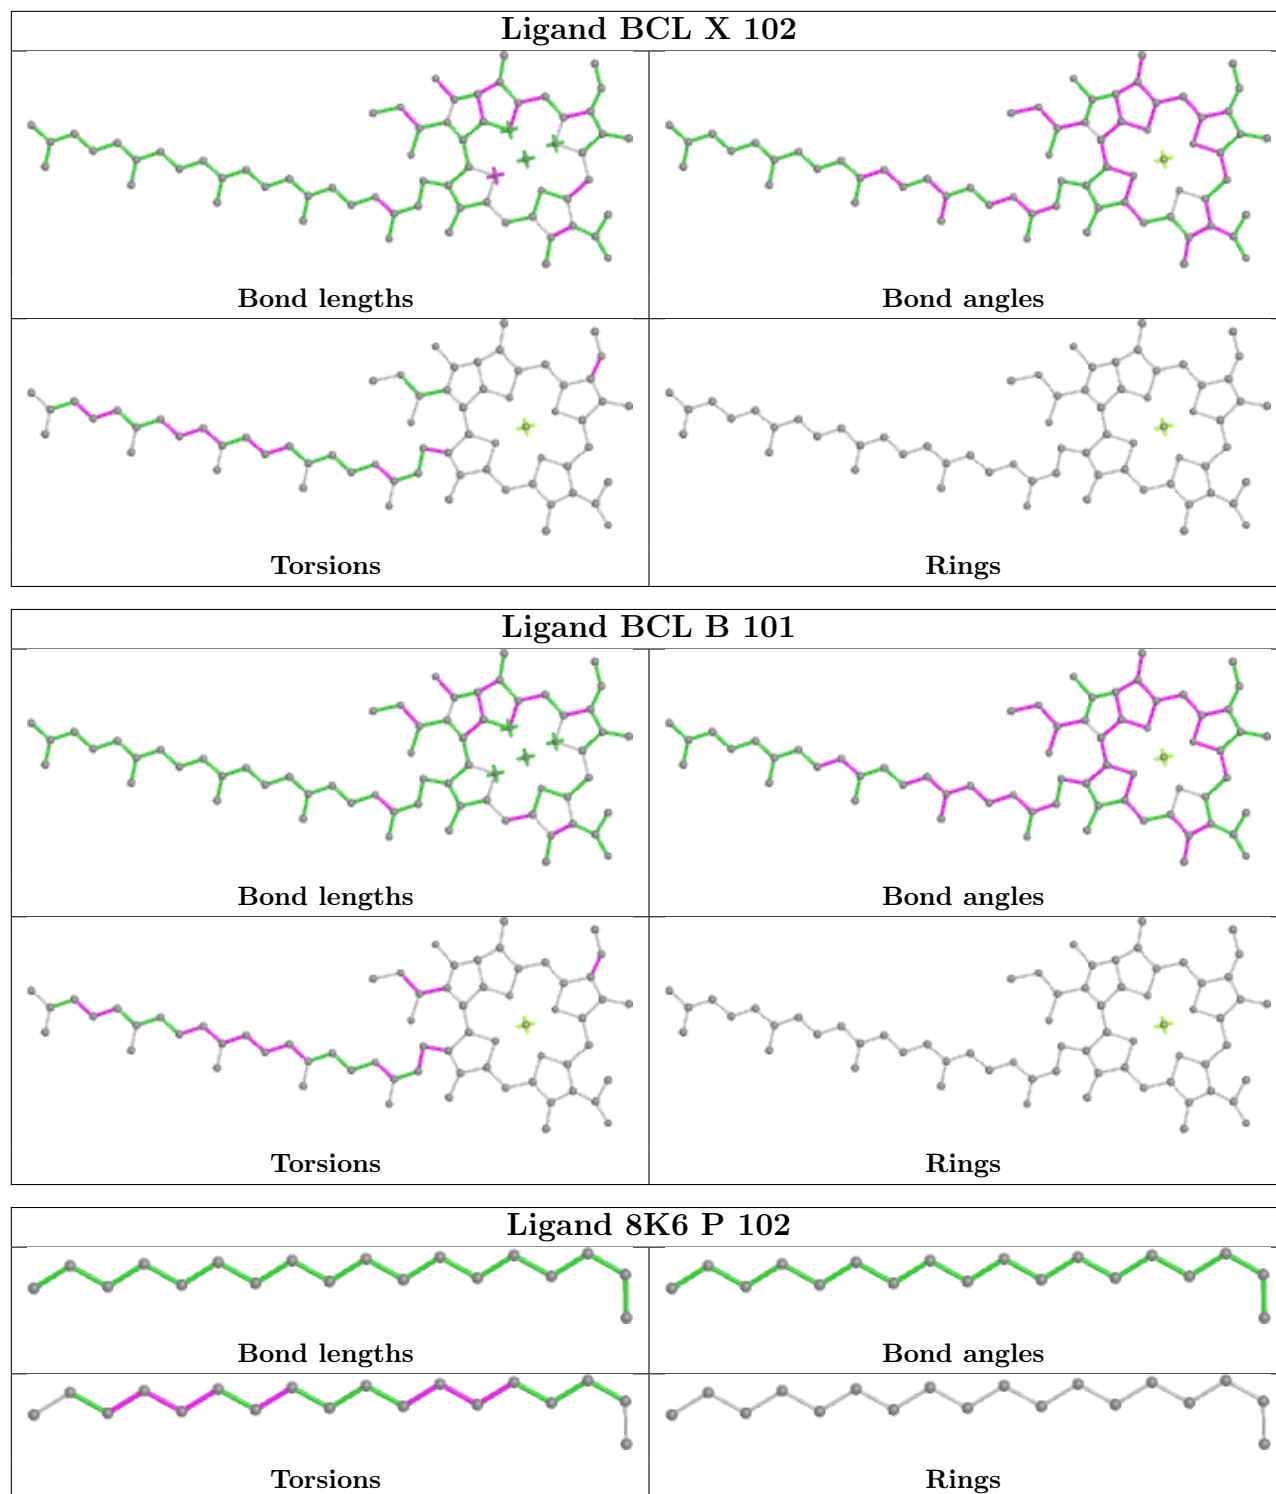 Ligand BCL X 102
Bond lengths
Bond angles
Torsions
Rings
Ligand BCL B 101
Bond lengths
Bond angles
Torsions
Rings
Ligand 8K6 P 102
Bond lengths
Bond angles
Torsions
Rings